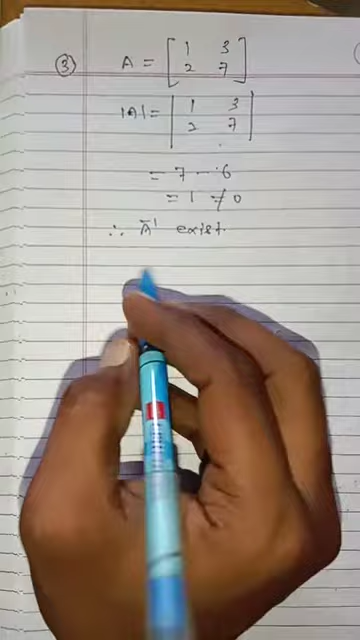 ③ A = [1 3
2 7]
|A| = |1 3
2 7|
= 7 - 6
= 1 ≠ 0
∴ A⁻¹ exist.